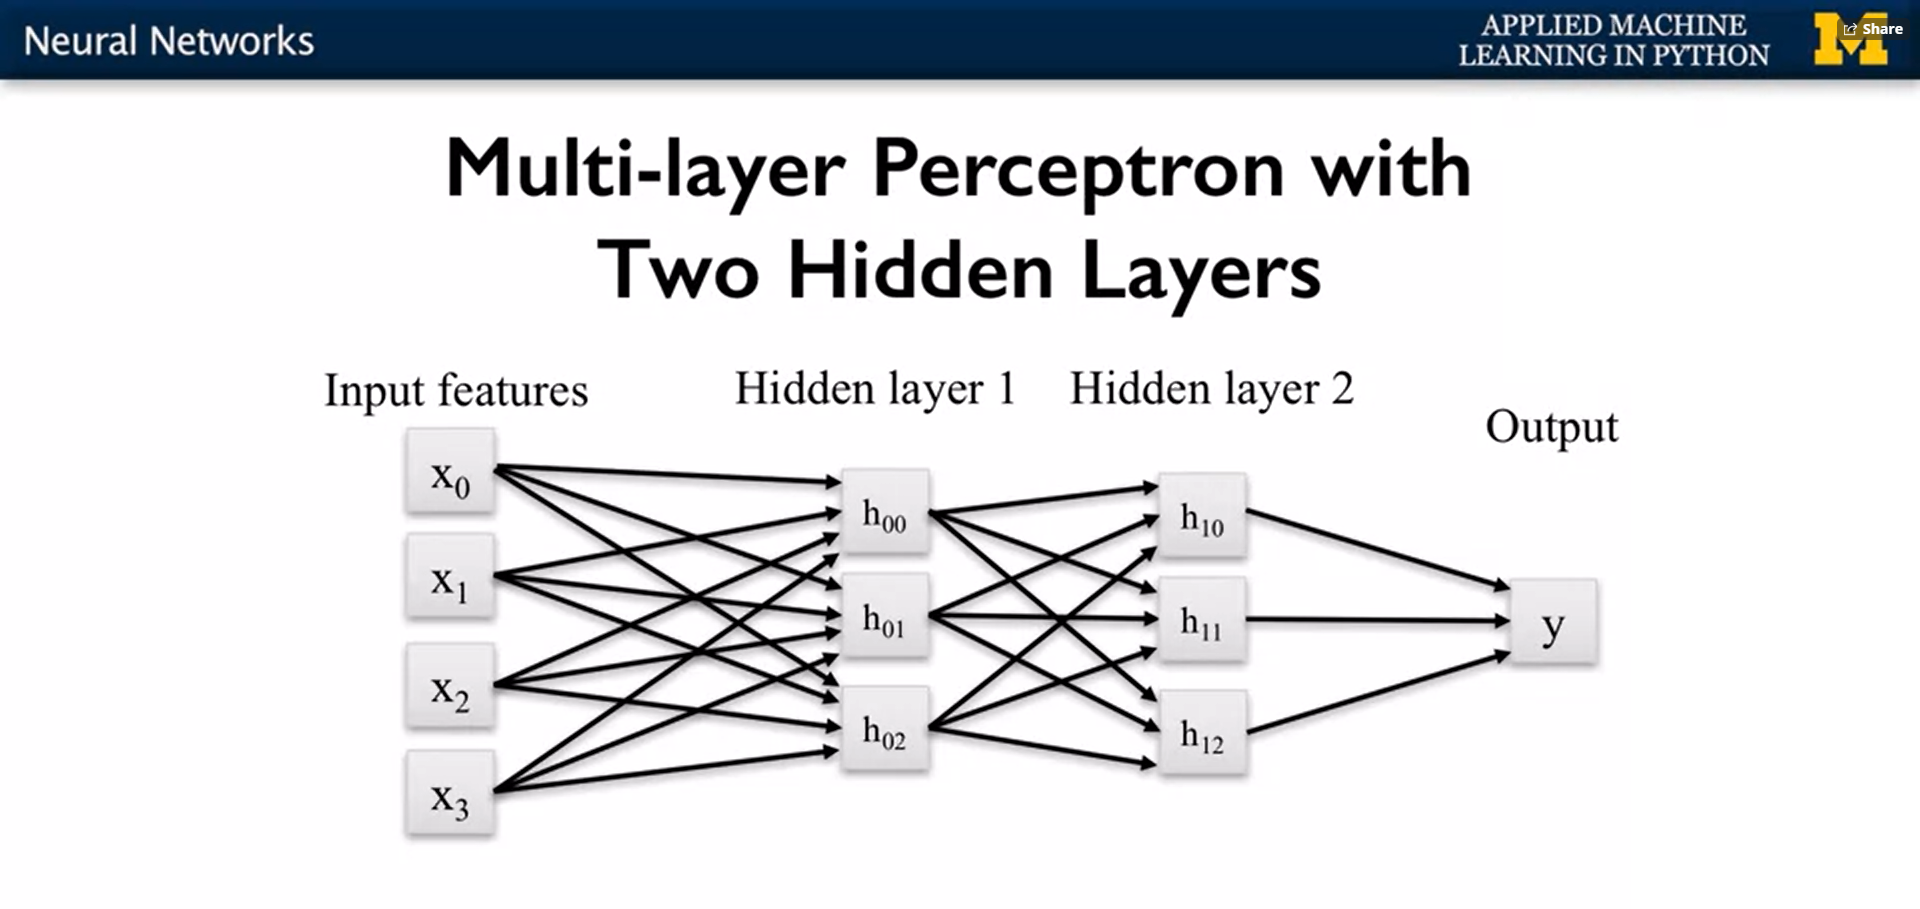 Neural Networks
APPLIED MACHINE
LEARNING IN PYTHON
M
Share
Multi-layer Perceptron with
Two Hidden Layers
Input features
Hidden layer 1
Hidden layer 2
Output
x₀
x₁
x₂
x₃
h₀₀
h₀₁
h₀₂
h₁₀
h₁₁
h₁₂
y